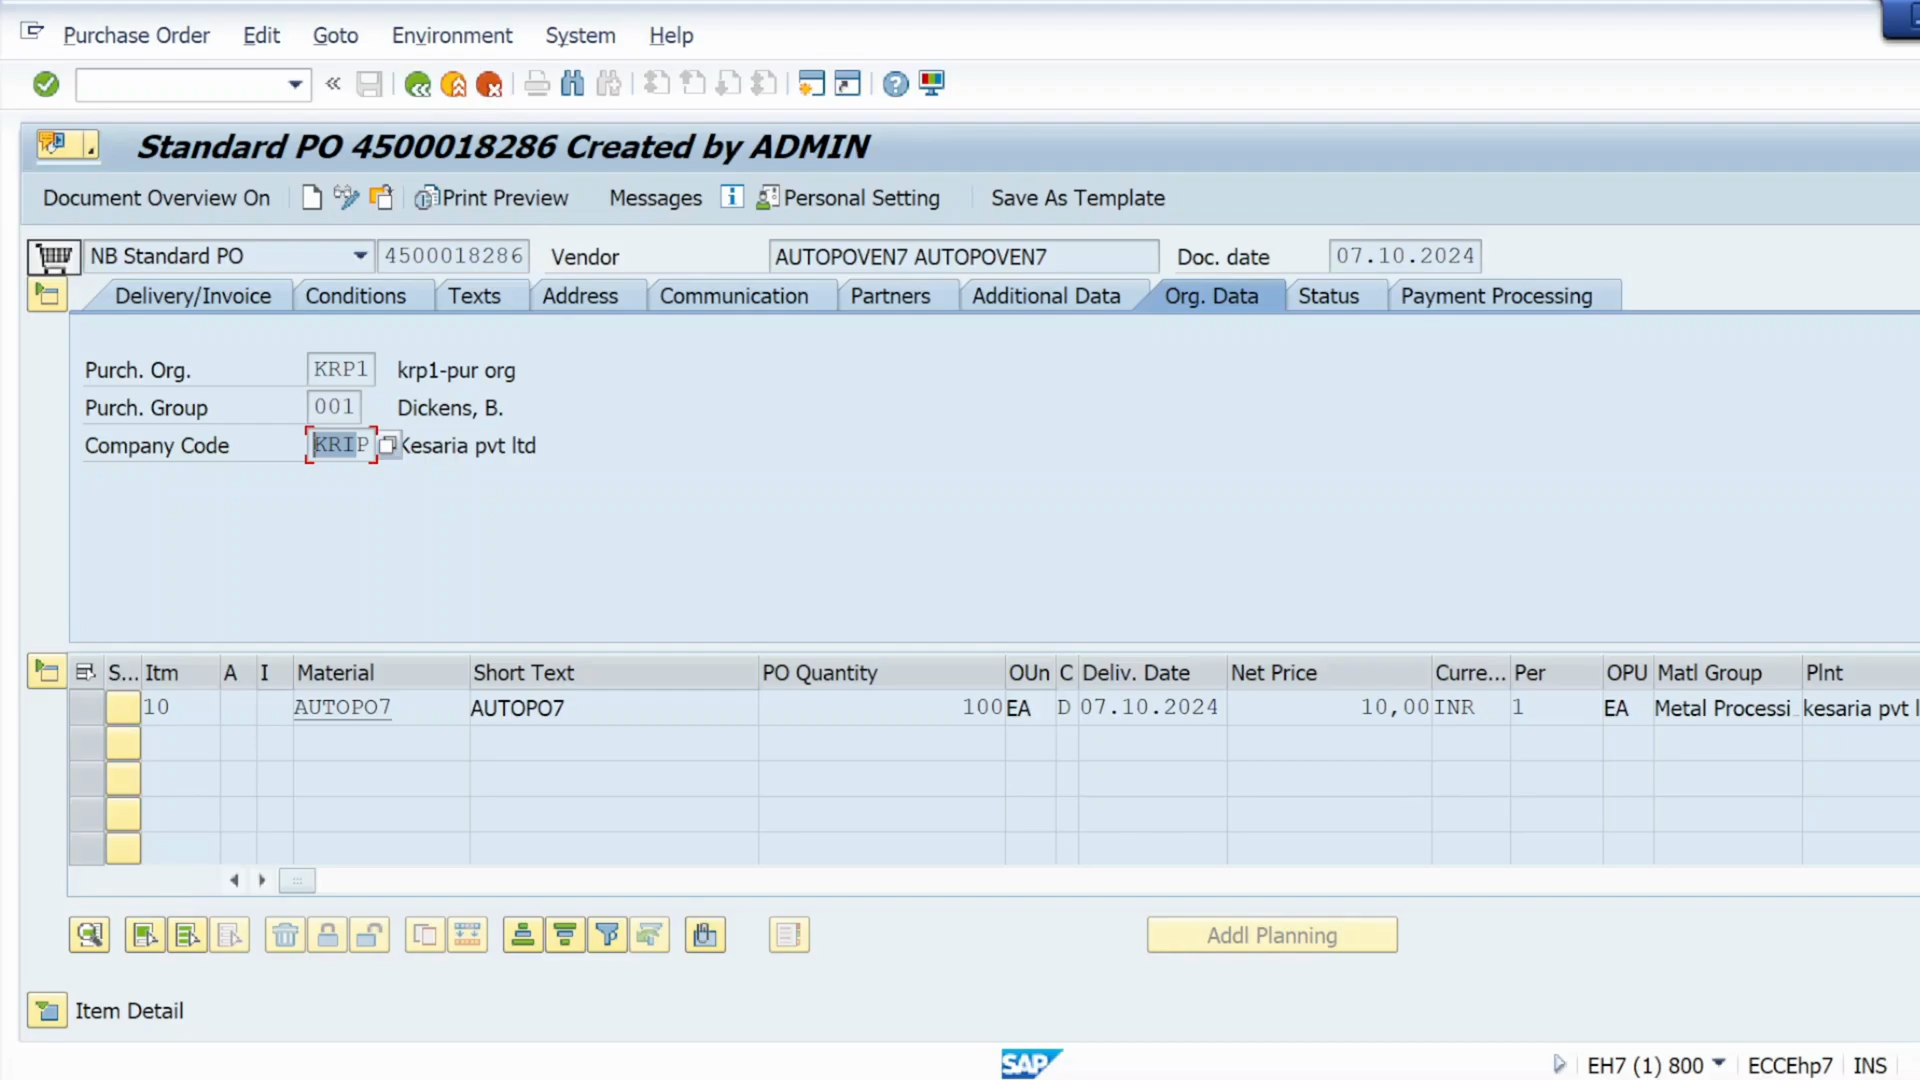 Purchase Order Edit Goto Environment System Help
Standard PO 4500018286 Created by ADMIN
Document Overview On Print Preview Messages Personal Setting Save As Template
NB Standard PO 4500018286 Vendor AUTOPOVEN7 AUTOPOVEN7 Doc. date 07.10.2024
Delivery/Invoice Conditions Texts Address Communication Partners Additional Data Org. Data Status Payment Processing
Purch. Org. KRP1 krp1-pur org
Purch. Group 001 Dickens, B.
Company Code KRIP Kesaria pvt ltd
S... Itm A I Material Short Text PO Quantity OUn C Deliv. Date Net Price Curre... Per OPU Matl Group Plnt
10 AUTOPO7 AUTOPO7 100 EA D 07.10.2024 10,00 INR 1 EA Metal Processi kesaria pvt l
Addl Planning
Item Detail
SAP EH7 (1) 800 ECCEhp7 INS